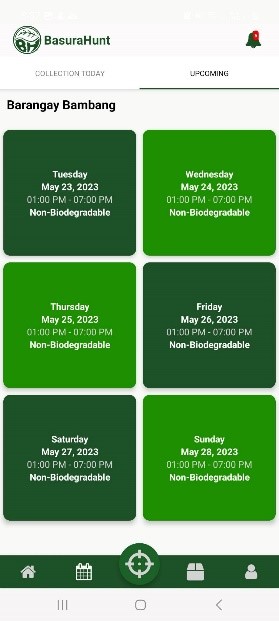 BasuraHunt
COLLECTION TODAY UPCOMING
Barangay Bambang
Tuesday
May 23, 2023
01:00 PM - 07:00 PM
Non-Biodegradable
Wednesday
May 24, 2023
01:00 PM - 07:00 PM
Non-Biodegradable
Thursday
May 25, 2023
01:00 PM - 07:00 PM
Non-Biodegradable
Friday
May 26, 2023
01:00 PM - 07:00 PM
Non-Biodegradable
Saturday
May 27, 2023
01:00 PM - 07:00 PM
Non-Biodegradable
Sunday
May 28, 2023
01:00 PM - 07:00 PM
Non-Biodegradable